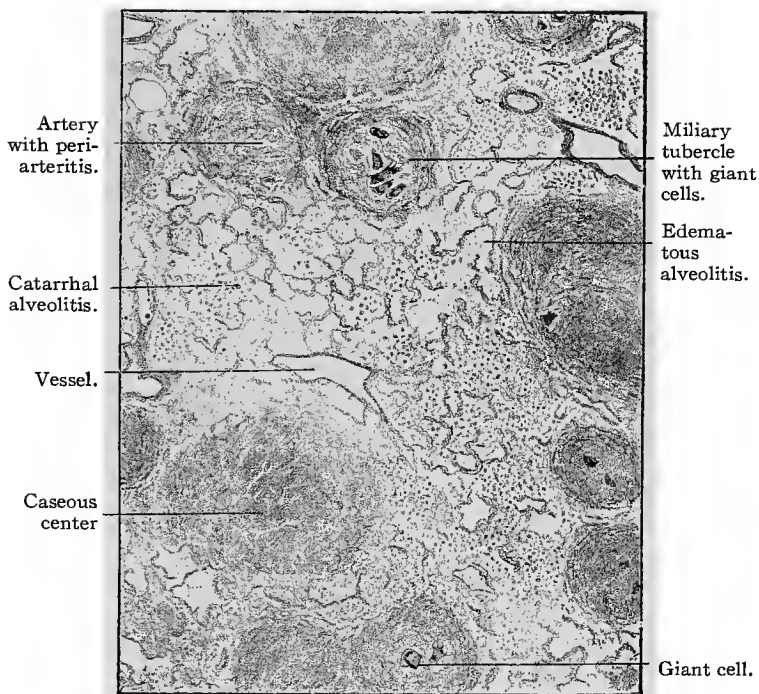 Artery
with peri-
arteritis.
Catarrhal
alveolitis.
Vessel.
Caseous
center
Miliary
tubercle
with giant
cells.
Edema-
tous
alveolitis.
Giant cell.